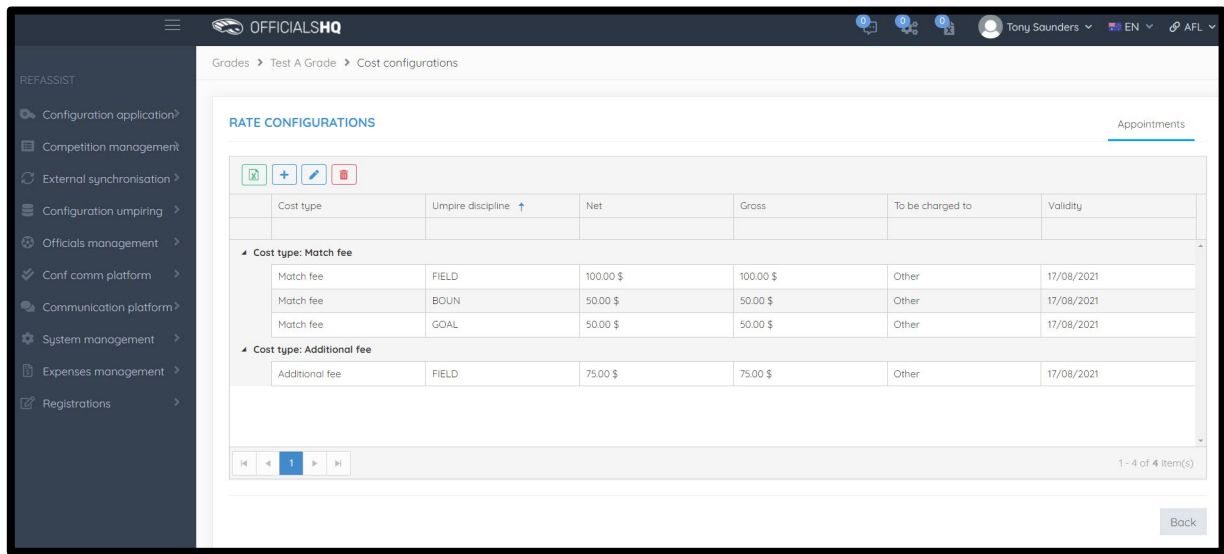 OFFICIALSHQ
0 0 0 Tony Saunders EN AFL
Grades > Test A Grade > Cost configurations
REFASSIST
Configuration application
Competition management
External synchronisation
Configuration umpiring
Officials management
Conf comm platform
Communication platform
System management
Expenses management
Registrations
RATE CONFIGURATIONS Appointments
Cost type Umpire discipline ↑ Net Gross To be charged to Validity
Cost type: Match fee
Match fee FIELD 100.00 $ 100.00 $ Other 17/08/2021
Match fee BOUN 50.00 $ 50.00 $ Other 17/08/2021
Match fee GOAL 50.00 $ 50.00 $ Other 17/08/2021
Cost type: Additional fee
Additional fee FIELD 75.00 $ 75.00 $ Other 17/08/2021
1 1 - 4 of 4 item(s)
Back